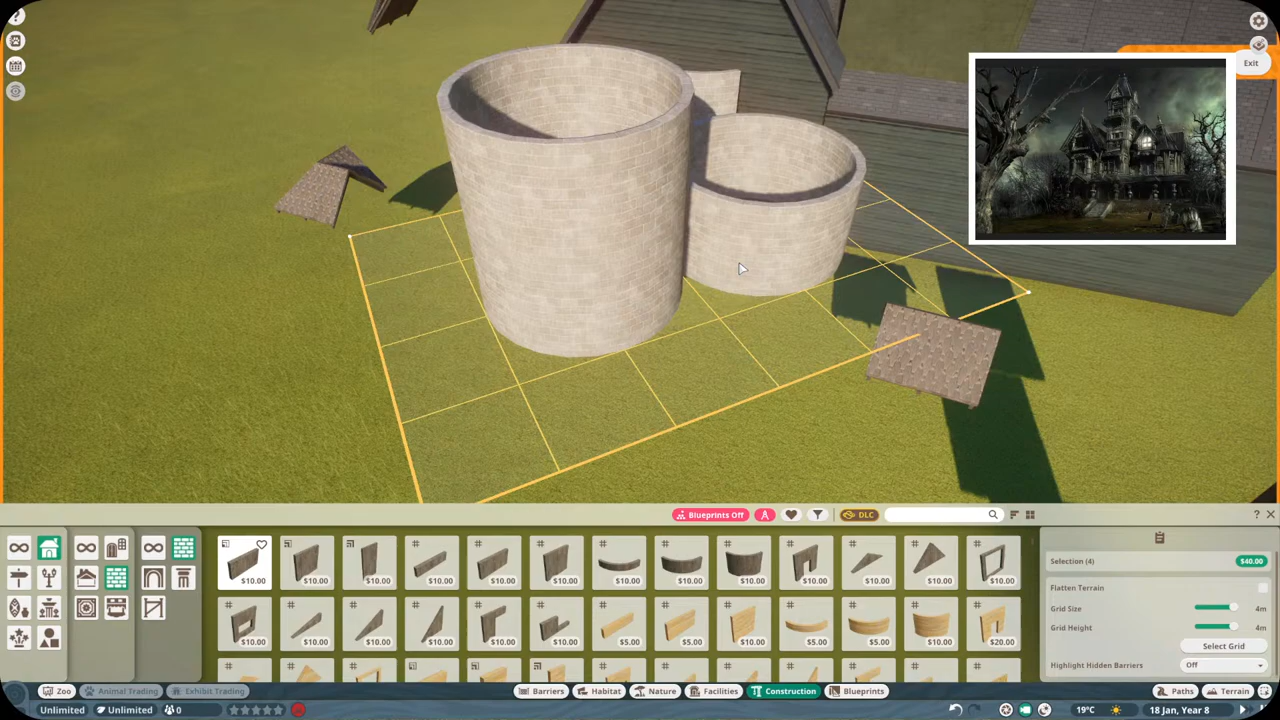 Exit
Blueprints Off
DLC
$10.00 $10.00 $10.00 $10.00 $10.00 $10.00 $10.00 $10.00 $10.00 $10.00 $10.00 $10.00 $10.00
$10.00 $10.00 $10.00 $10.00 $10.00 $10.00 $5.00 $5.00 $10.00 $5.00 $5.00 $10.00 $20.00
?
Selection (4) $40.00
Flatten Terrain
Grid Size 4m
Grid Height 4m
Select Grid
Highlight Hidden Barriers Off
Zoo Animal Trading Exhibit Trading Barriers Habitat Nature Facilities Construction Blueprints Paths Terrain
Unlimited Unlimited 0 19°C 18 Jan, Year 8